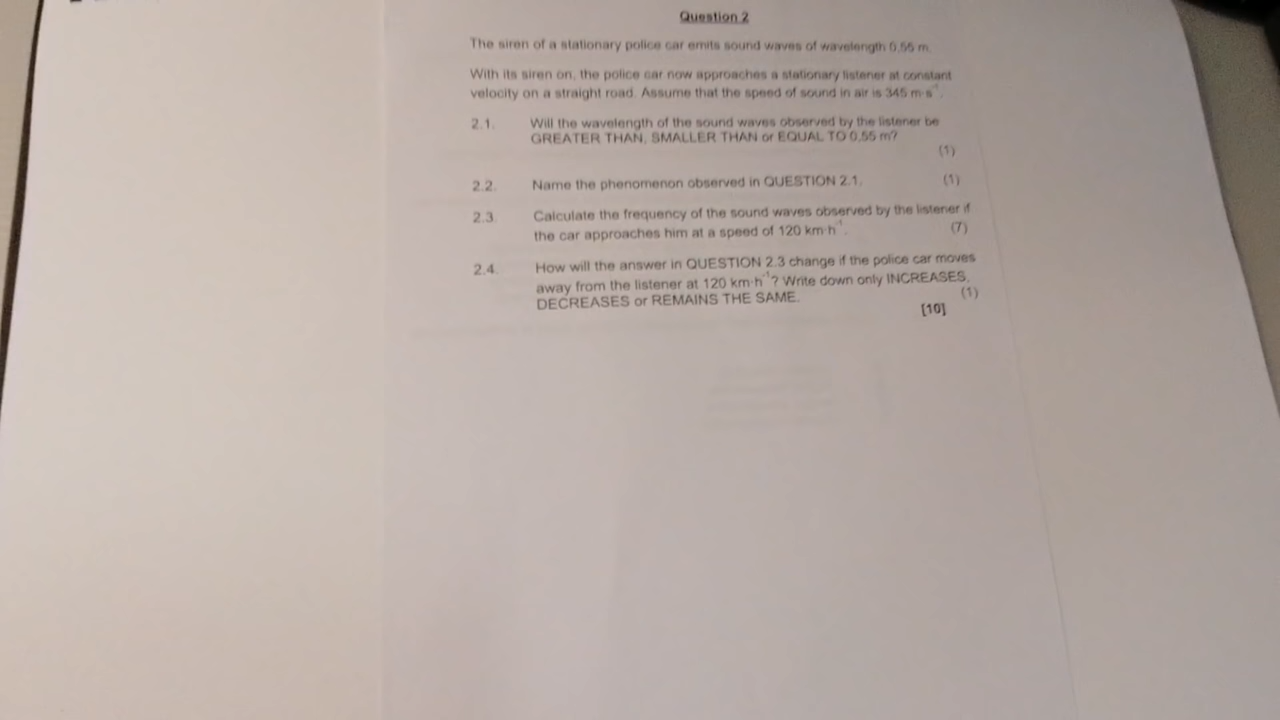 Question 2
The siren of a stationary police car emits sound waves of wavelength 0,55 m.
With its siren on, the police car now approaches a stationary listener at constant
velocity on a straight road. Assume that the speed of sound in air is 345 m·s⁻¹.
2.1. Will the wavelength of the sound waves observed by the listener be
GREATER THAN, SMALLER THAN or EQUAL TO 0,55 m?
(1)
2.2. Name the phenomenon observed in QUESTION 2.1. (1)
2.3. Calculate the frequency of the sound waves observed by the listener if
the car approaches him at a speed of 120 km·h⁻¹. (7)
2.4. How will the answer in QUESTION 2.3 change if the police car moves
away from the listener at 120 km·h⁻¹? Write down only INCREASES,
DECREASES or REMAINS THE SAME. (1)
[10]